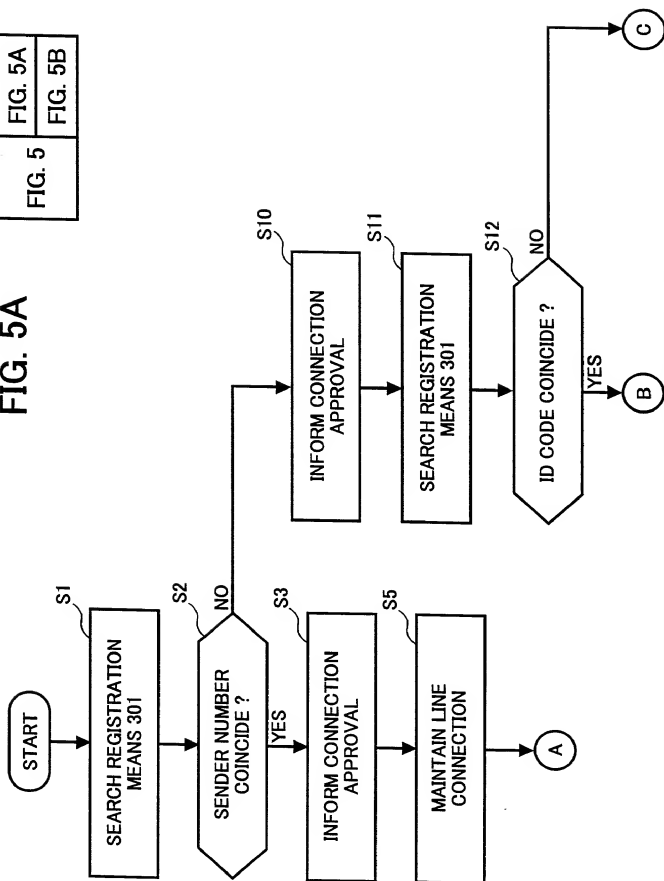 FIG. 5A
FIG. 5
FIG. 5A
FIG. 5B
START
S1
SEARCH REGISTRATION
MEANS 301
S2
SENDER NUMBER
COINCIDE ?
NO
YES
S3
INFORM CONNECTION
APPROVAL
S5
MAINTAIN LINE
CONNECTION
A
S10
INFORM CONNECTION
APPROVAL
S11
SEARCH REGISTRATION
MEANS 301
S12
ID CODE COINCIDE ?
NO
YES
B
C